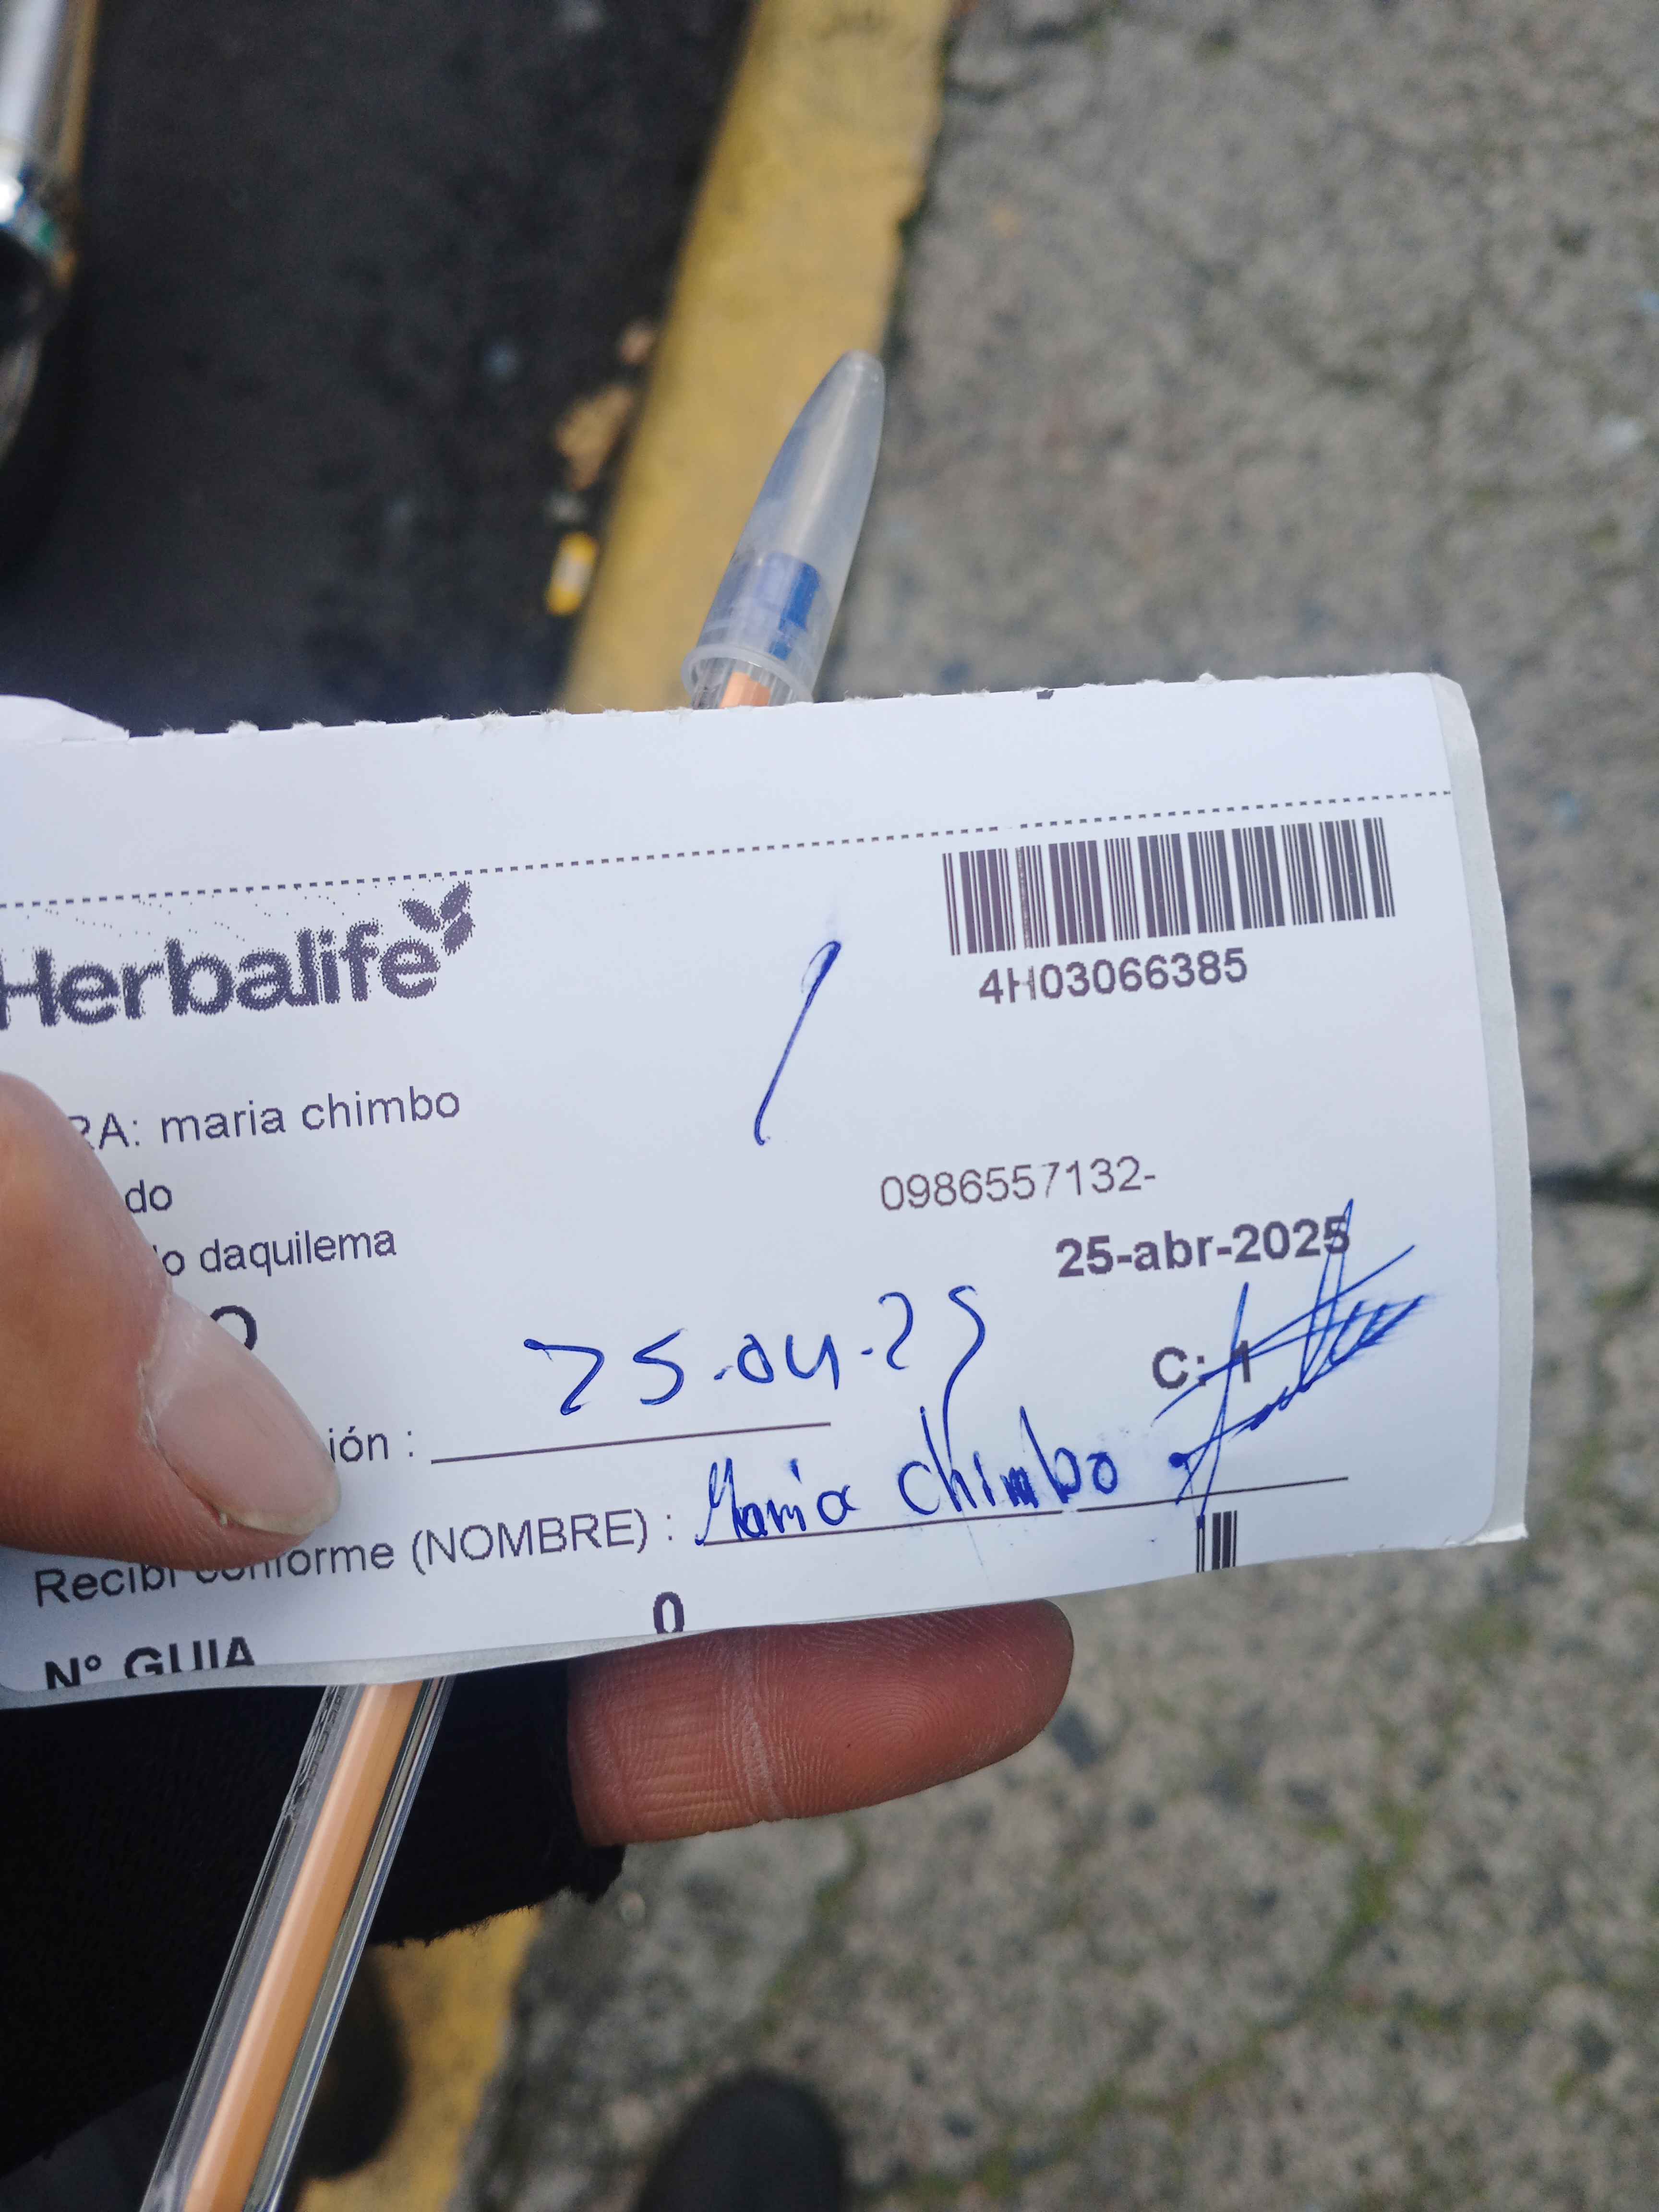 Herbalife
4H03066385
RA: maria chimbo
do
0986557132-
o daquilema
25-abr-2025
O
25-04-25
C: 1
ión :
Recibi conforme (NOMBRE) : Maria Chimbo
0
N° GUIA